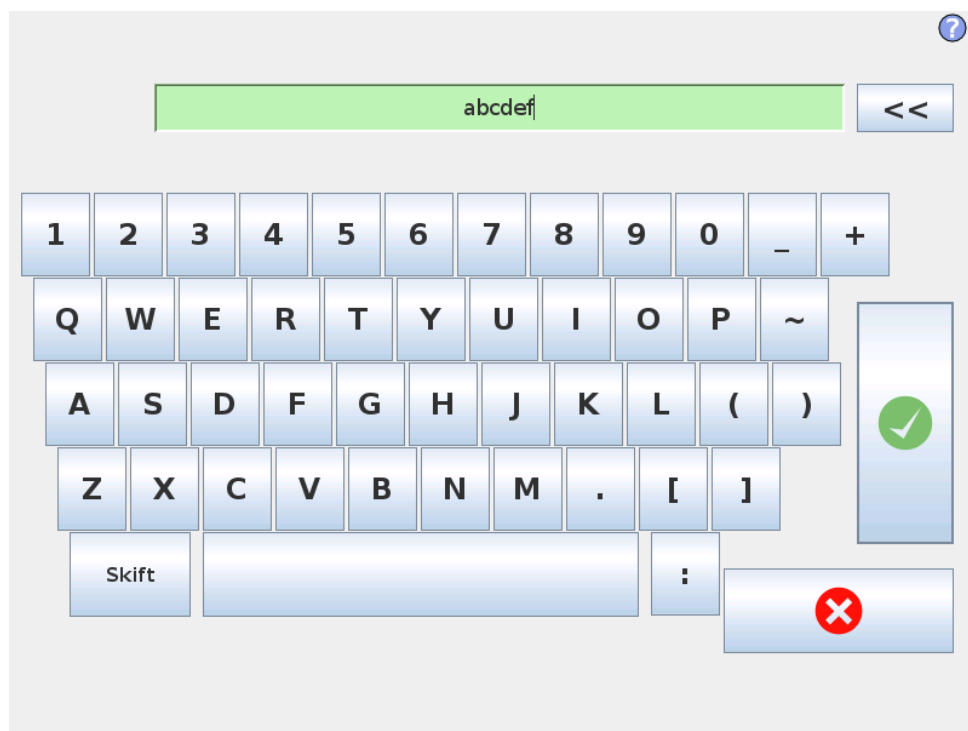 ?
abcdef
<<
1 2 3 4 5 6 7 8 9 0 _ +
Q W E R T Y U I O P ~
A S D F G H J K L ( )
Z X C V B N M . [ ]
Skift :